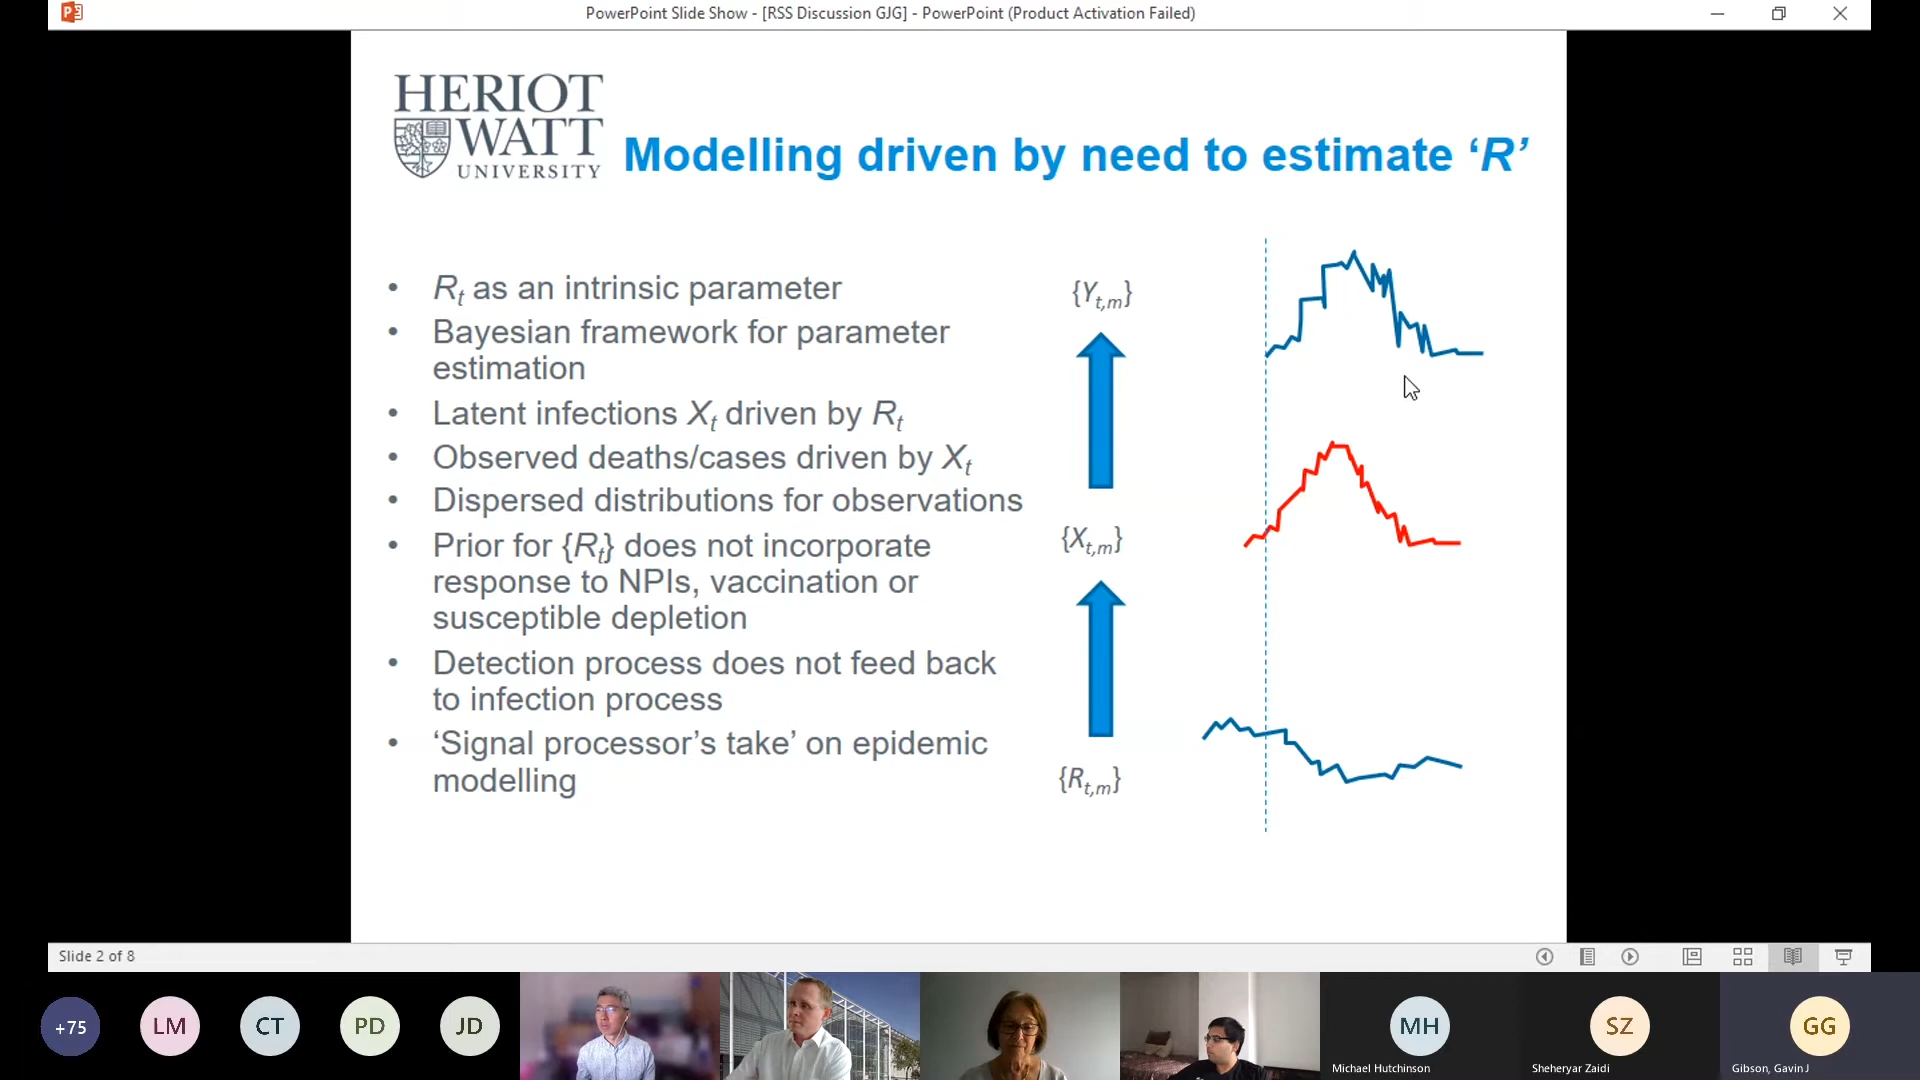 PowerPoint Slide Show - [RSS Discussion GJG] - PowerPoint (Product Activation Failed)
HERIOT
WATT
UNIVERSITY
Modelling driven by need to estimate ‘R’
• Rt as an intrinsic parameter
• Bayesian framework for parameter
estimation
• Latent infections Xt driven by Rt
• Observed deaths/cases driven by Xt
• Dispersed distributions for observations
• Prior for {Rt} does not incorporate
response to NPIs, vaccination or
susceptible depletion
• Detection process does not feed back
to infection process
• ‘Signal processor’s take’ on epidemic
modelling
{Yt,m}
{Xt,m}
{Rt,m}
Slide 2 of 8
+75
LM
CT
PD
JD
MH
SZ
GG
Michael Hutchinson
Sheheryar Zaidi
Gibson, Gavin J